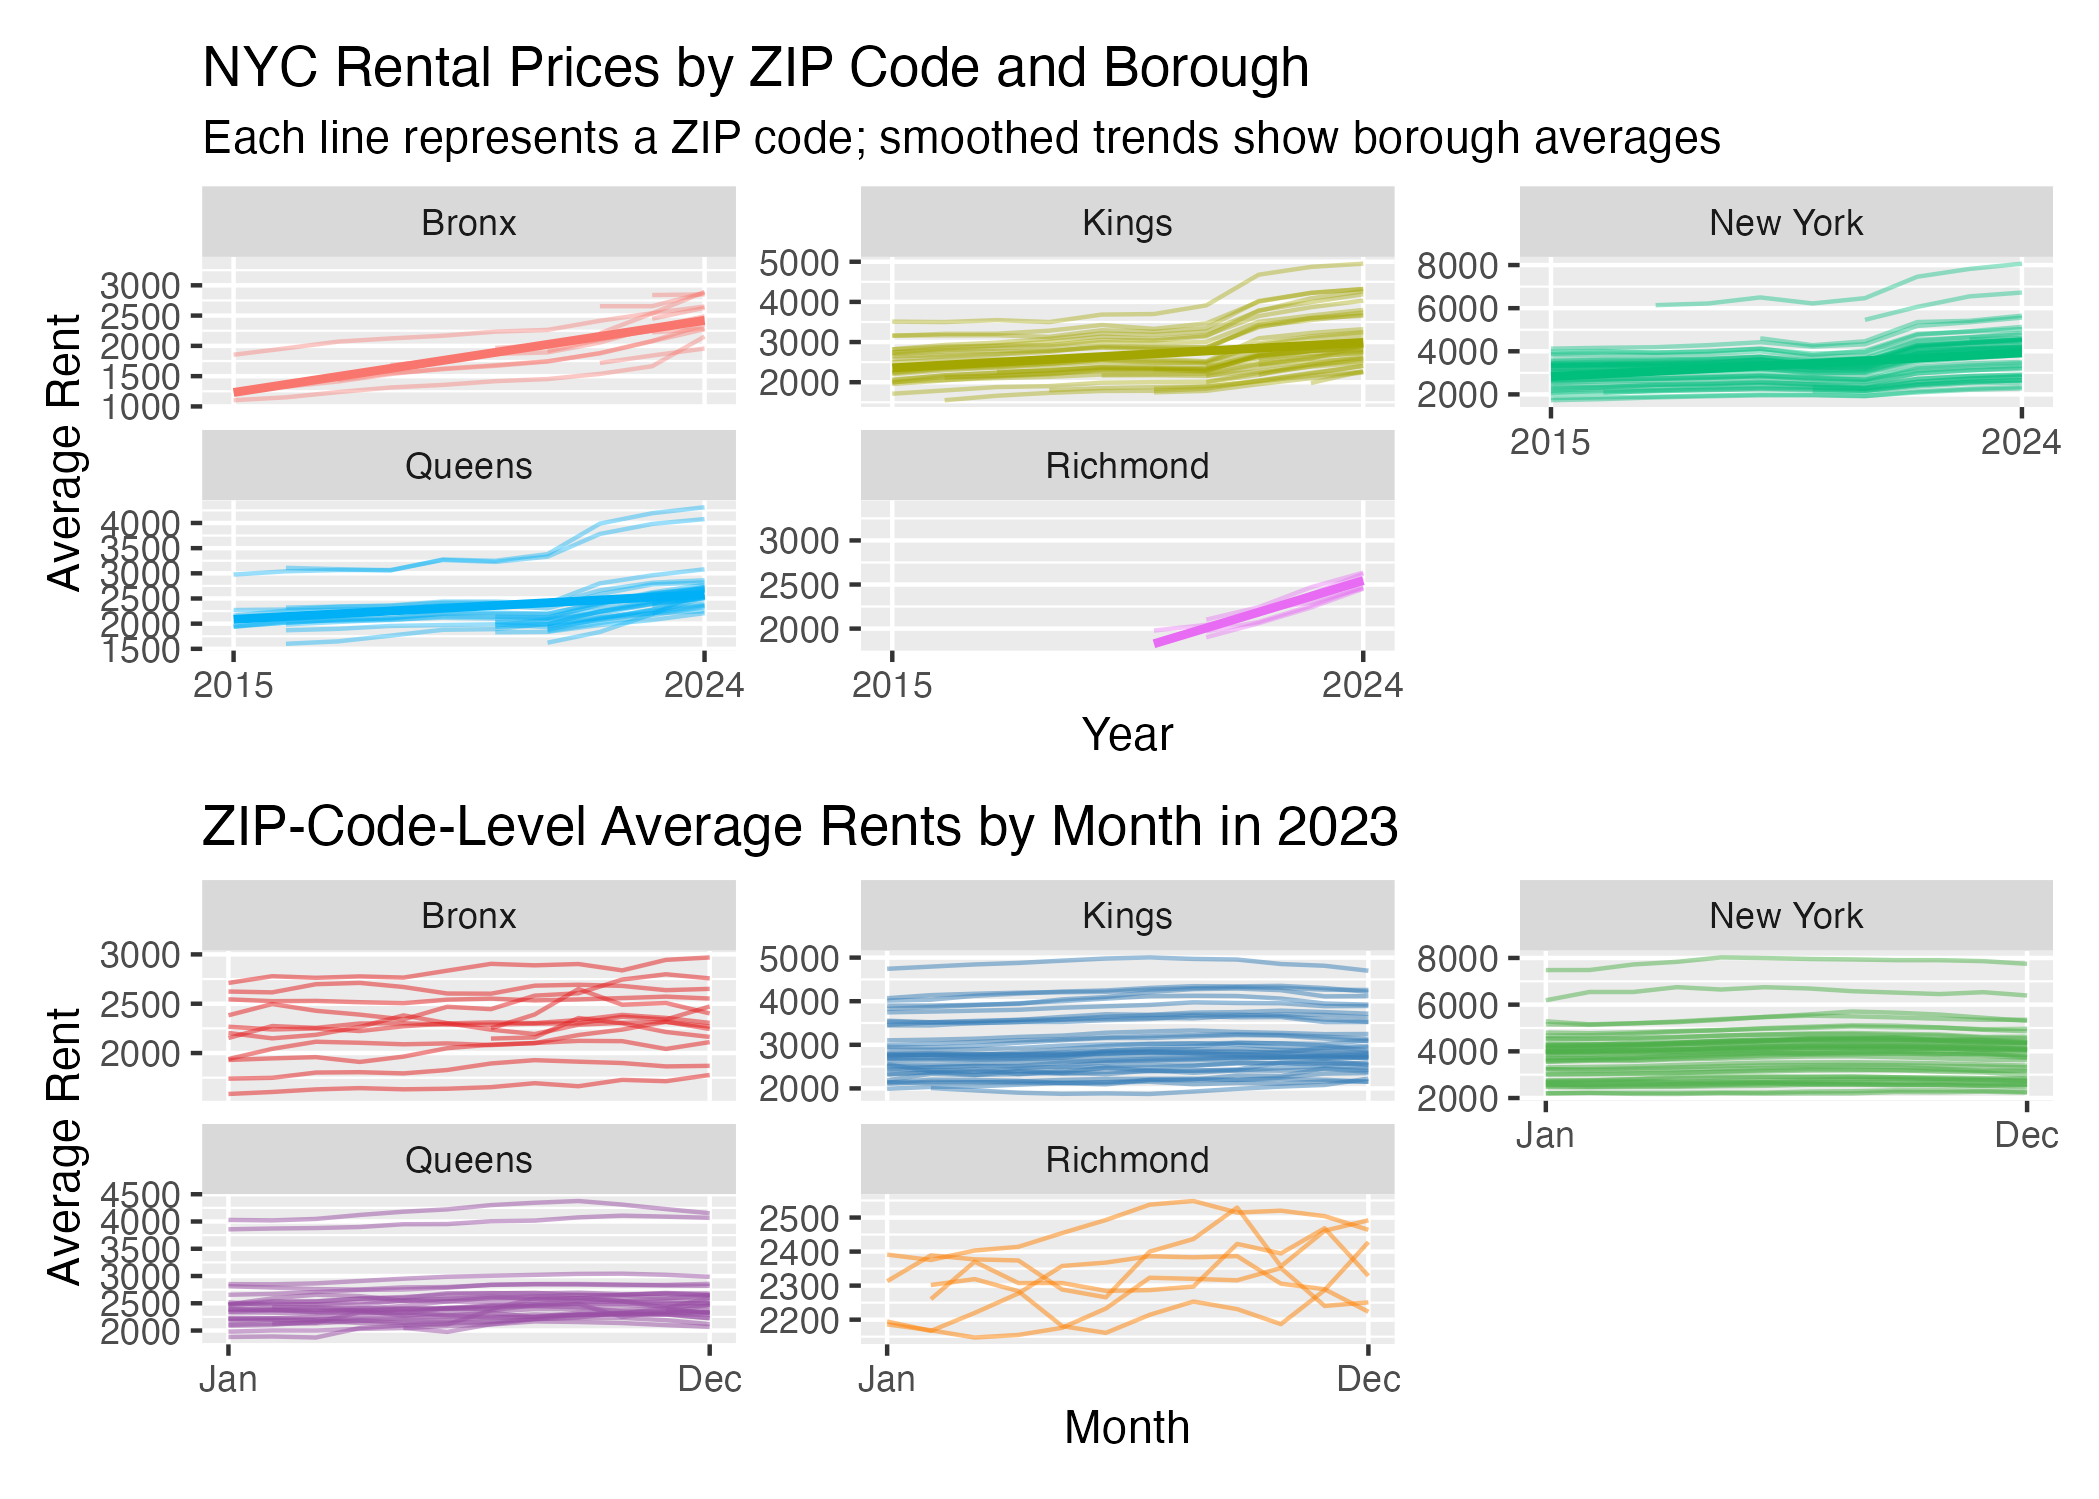 NYC Rental Prices by ZIP Code and Borough
Each line represents a ZIP code; smoothed trends show borough averages
Average Rent
Bronx
3000
2500
2000
1500
1000
Kings
5000
4000
3000
2000
New York
8000
6000
4000
2000
2015 2024
Queens
4000
3500
3000
2500
2000
1500
2015 2024
Richmond
3000
2500
2000
2015 2024
Year
ZIP-Code-Level Average Rents by Month in 2023
Average Rent
Bronx
3000
2500
2000
Kings
5000
4000
3000
2000
New York
8000
6000
4000
2000
Jan Dec
Queens
4500
4000
3500
3000
2500
2000
Jan Dec
Richmond
2500
2400
2300
2200
Jan Dec
Month